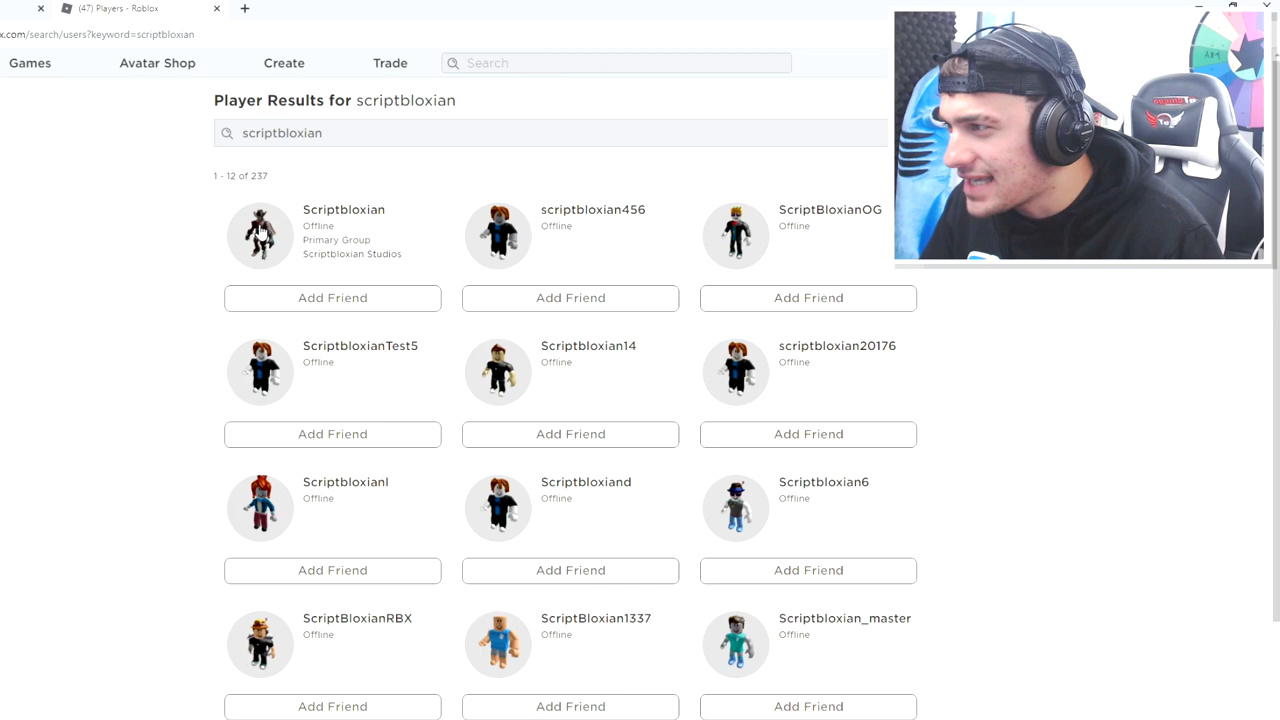 (47) Players - Roblox
x.com/search/users?keyword=scriptbloxian
Games Avatar Shop Create Trade Search
Player Results for scriptbloxian
scriptbloxian
1 - 12 of 237
Scriptbloxian
Offline
Primary Group
Scriptbloxian Studios
Add Friend
scriptbloxian456
Offline
Add Friend
ScriptBloxianOG
Offline
Add Friend
ScriptbloxianTest5
Offline
Add Friend
Scriptbloxian14
Offline
Add Friend
scriptbloxian20176
Offline
Add Friend
Scriptbloxianl
Offline
Add Friend
Scriptbloxiand
Offline
Add Friend
Scriptbloxian6
Offline
Add Friend
ScriptBloxianRBX
Offline
Add Friend
ScriptBloxian1337
Offline
Add Friend
Scriptbloxian_master
Offline
Add Friend